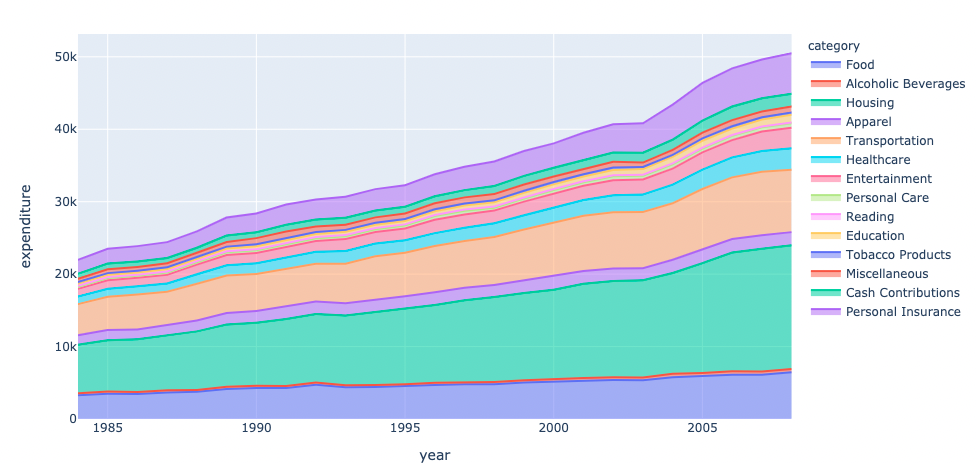 50k
40k
30k
20k
10k
0
1985
1990
1995
2000
2005
year
expenditure
category
Food
Alcoholic Beverages
Housing
Apparel
Transportation
Healthcare
Entertainment
Personal Care
Reading
Education
Tobacco Products
Miscellaneous
Cash Contributions
Personal Insurance